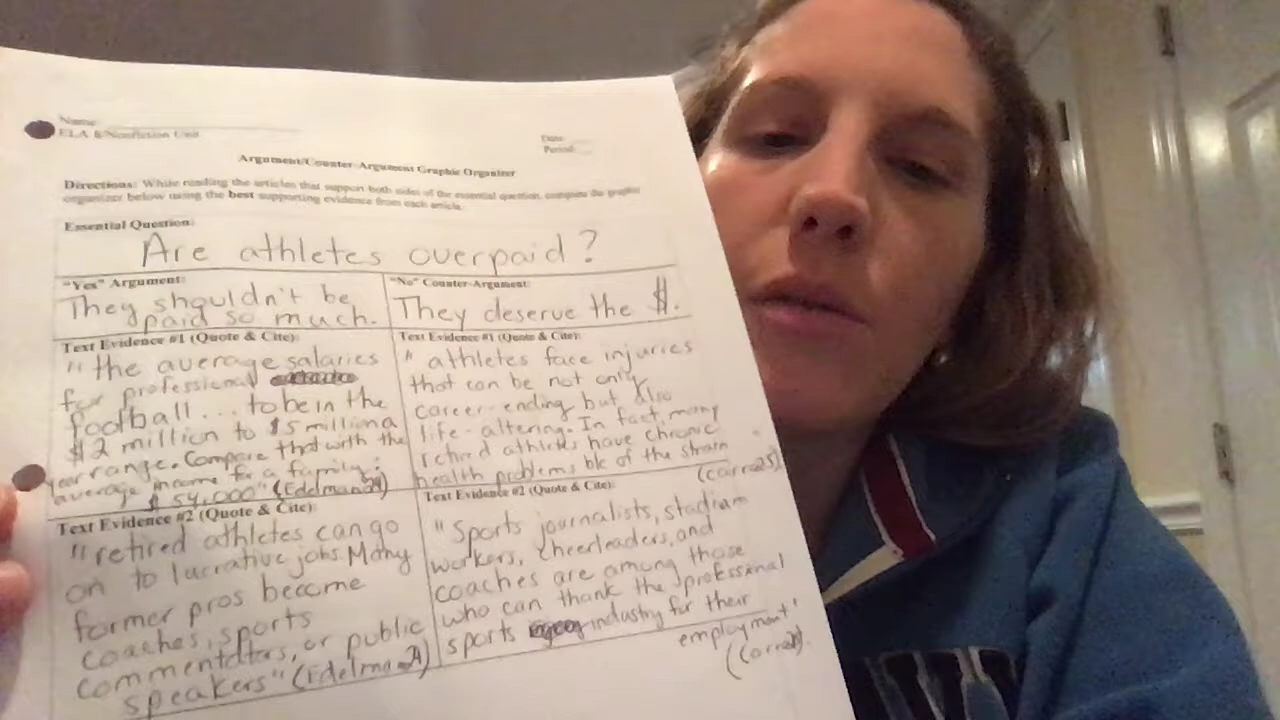 Name:
ELA 8/Nonfiction Unit
Date:
Period:
Argument/Counter-Argument Graphic Organizer
Directions: While reading the articles that support both sides of the essential question, complete the graphic
organizer below using the best supporting evidence from each article.
Essential Question:
Are athletes overpaid?
"Yes" Argument:
They shouldn't be
paid so much.
"No" Counter-Argument:
They deserve the $.
Text Evidence #1 (Quote & Cite):
"the average salaries
for professional
football... to be in the
$2 million to $5 million a
year range. Compare that with the
average income for a family:
$54,000" (Edelman 24)
Text Evidence #1 (Quote & Cite):
"athletes face injuries
that can be not only
career-ending but also
life-altering. In fact, many
retired athletes have chronic
health problems b/c of the strain"
(Carr 25).
Text Evidence #2 (Quote & Cite):
"retired athletes can go
on to lucrative jobs. Many
former pros become
coaches, sports
commentators, or public
speakers" (Edelman 24)
Text Evidence #2 (Quote & Cite):
"Sports journalists, stadium
workers, cheerleaders, and
coaches are among those
who can thank the professional
sports industry for their
employment"